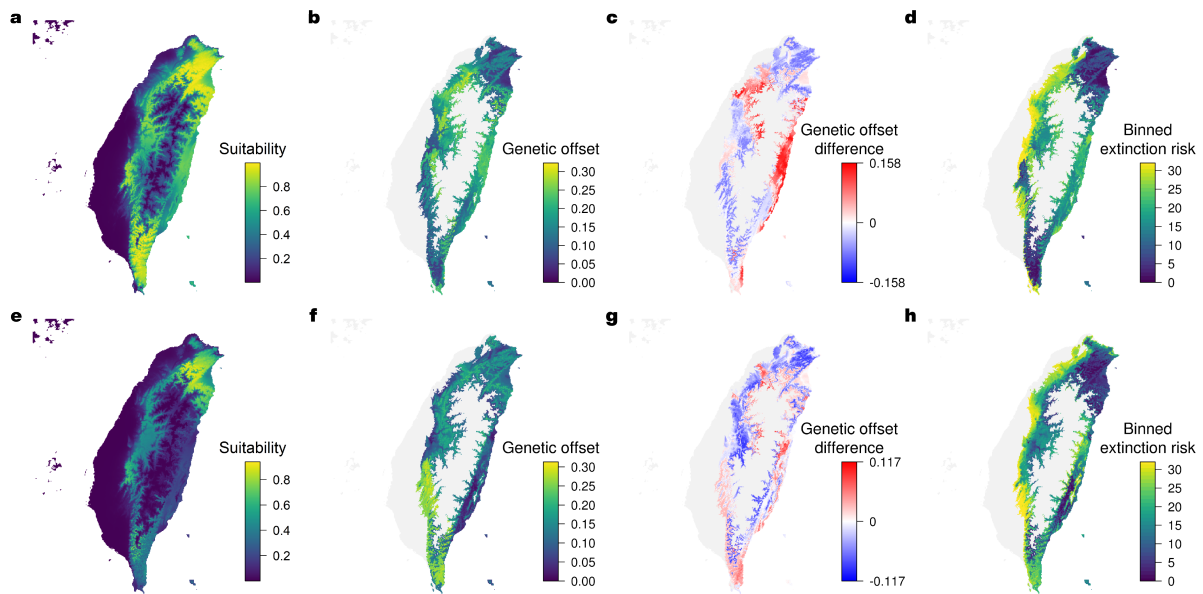 a
b
c
d
Suitability
0.8
0.6
0.4
0.2
Genetic offset
0.30
0.25
0.20
0.15
0.10
0.05
0.00
Genetic offset
difference
0.158
0
-0.158
Binned
extinction risk
30
25
20
15
10
5
0
e
f
g
h
Suitability
0.8
0.6
0.4
0.2
Genetic offset
0.30
0.25
0.20
0.15
0.10
0.05
0.00
Genetic offset
difference
0.117
0
-0.117
Binned
extinction risk
30
25
20
15
10
5
0